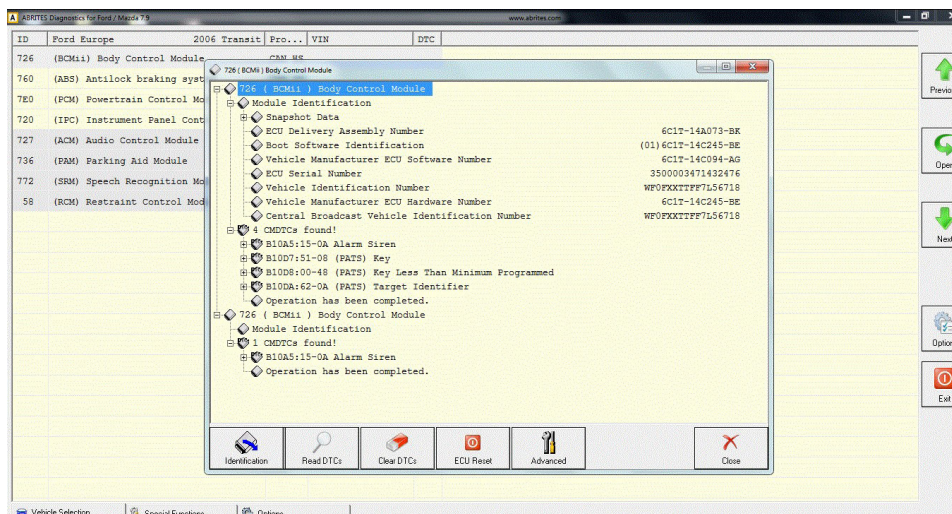 ABRITES Diagnostics for Ford / Mazda 7.9 www.abrites.com
ID Ford Europe 2006 Transit Pro... VIN DTC
726 (BCMii) Body Control Module CAN HS
760 (ABS) Antilock braking syst
7E0 (PCM) Powertrain Control Mo
720 (IPC) Instrument Panel Cont
727 (ACM) Audio Control Module
736 (PAM) Parking Aid Module
772 (SRM) Speech Recognition Mo
58 (RCM) Restraint Control Mod
726 ( BCMii ) Body Control Module
726 ( BCMii ) Body Control Module
Module Identification
Snapshot Data
ECU Delivery Assembly Number 6C1T-14A073-BK
Boot Software Identification (01)6C1T-14C245-BE
Vehicle Manufacturer ECU Software Number 6C1T-14C094-AG
ECU Serial Number 3500003471432476
Vehicle Identification Number WF0FXXTTFF7L56718
Vehicle Manufacturer ECU Hardware Number 6C1T-14C245-BE
Central Broadcast Vehicle Identification Number WF0FXXTTFF7L56718
4 CMDTCs found!
B10A5:15-0A Alarm Siren
B10D7:51-08 (PATS) Key
B10D8:00-48 (PATS) Key Less Than Minimum Programmed
B10DA:62-0A (PATS) Target Identifier
Operation has been completed.
726 ( BCMii ) Body Control Module
Module Identification
1 CMDTCs found!
B10A5:15-0A Alarm Siren
Operation has been completed.
Identification Read DTCs Clear DTCs ECU Reset Advanced Close
Previou
Open
Next
Option
Exit
Vehicle Selection Special Functions Options